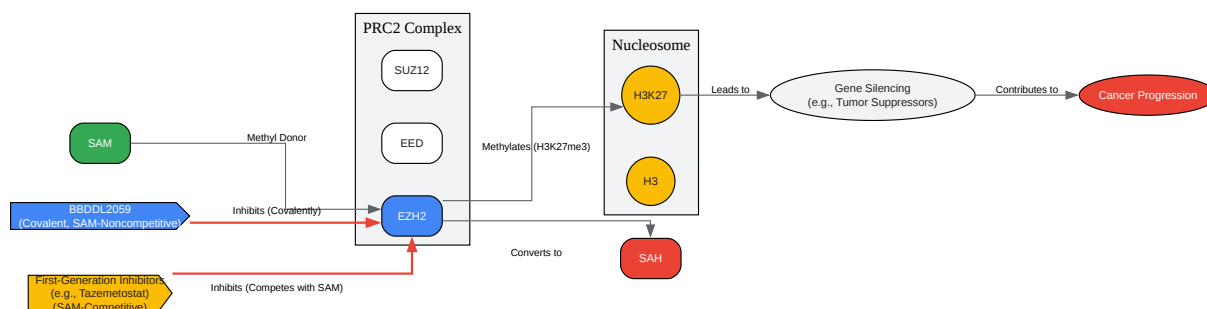 PRC2 Complex
SUZ12
EED
EZH2
Nucleosome
H3K27
H3
Leads to
Gene Silencing
(e.g., Tumor Suppressors)
Contributes to
Cancer Progression
SAM
Methyl Donor
Methylates (H3K27me3)
BBDDL2059
(Covalent, SAM-Noncompetitive)
Inhibits (Covalently)
Converts to
SAH
First-Generation Inhibitors
(e.g., Tazemetostat)
(SAM-Competitive)
Inhibits (Competes with SAM)